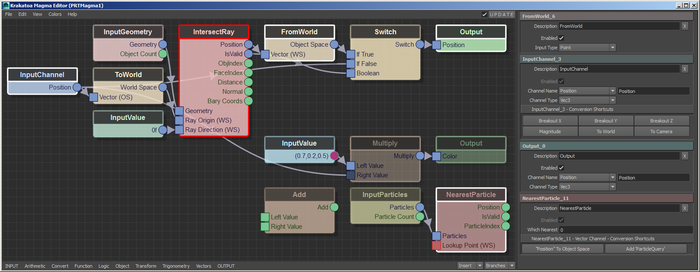 Krakatoa Magma Editor (PRTMagma1)
File Edit View Colors Help
UPDATE
InputGeometry
Geometry
Object Count
InputChannel
Position
ToWorld
World Space
Vector (OS)
InputValue
IntersectRay
Position
IsValid
ObjIndex
FaceIndex
Distance
Normal
Bary Coords
Geometry
Ray Origin (WS)
Ray Direction (WS)
FromWorld
Object Space
Vector (WS)
Switch
Switch
If True
If False
Boolean
Output
Position
InputValue
(0.7,0.2,0.5)
Multiply
Multiply
Left Value
Right Value
Output
Color
Add
Add
Left Value
Right Value
InputParticles
Particles
Particle Count
NearestParticle
Position
IsValid
ParticleIndex
Particles
Lookup Point (WS)
INPUT Arithmetic Convert Function Logic Object Transform Trigonometry Vectors OUTPUT
Insert
Branches
FromWorld_6
Description FromWorld
Enabled
Input Type Point
InputChannel_3
Description InputChannel
Enabled
Channel Name Position Position
Channel Type Vec3
InputChannel_3 - Conversion Shortcuts
Breakout X Breakout Y Breakout Z
Magnitude To World To Camera
Output_0
Description Output
Enabled
Channel Name Position Position
Channel Type Vec3
NearestParticle_11
Description NearestParticle
Enabled
Which Nearest 0
NearestParticle_11 - Vector Channel - Conversion Shortcuts
"Position" To Object Space Add 'ParticleQuery'